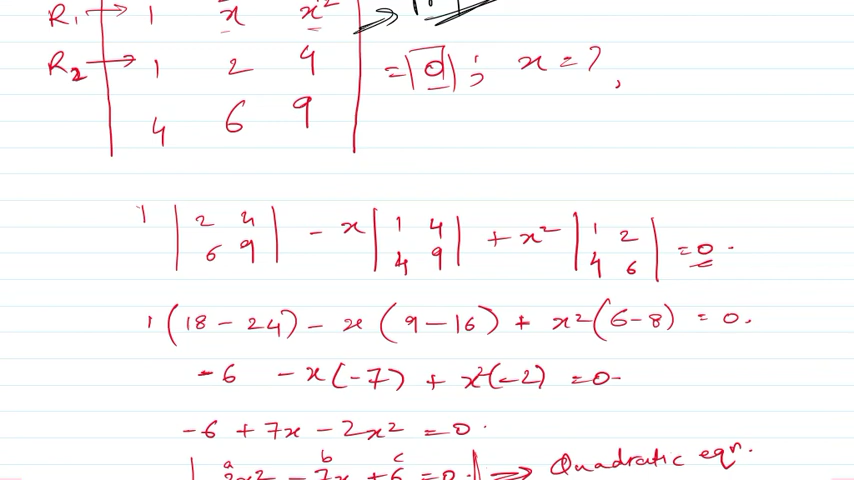 R1 → 1 x x²
R2 → 1 2 4 = 0 ; x = ?,
4 6 9
1 | 2 4 | - x | 1 4 | + x² | 1 2 | = 0.
| 6 9 | | 4 9 | | 4 6 |
1 (18 - 24) - x (9 - 16) + x² (6 - 8) = 0.
-6 - x(-7) + x²(-2) = 0
-6 + 7x - 2x² = 0.
a b c
2x² - 7x + 6 = 0. ⇒ Quadratic eqn.